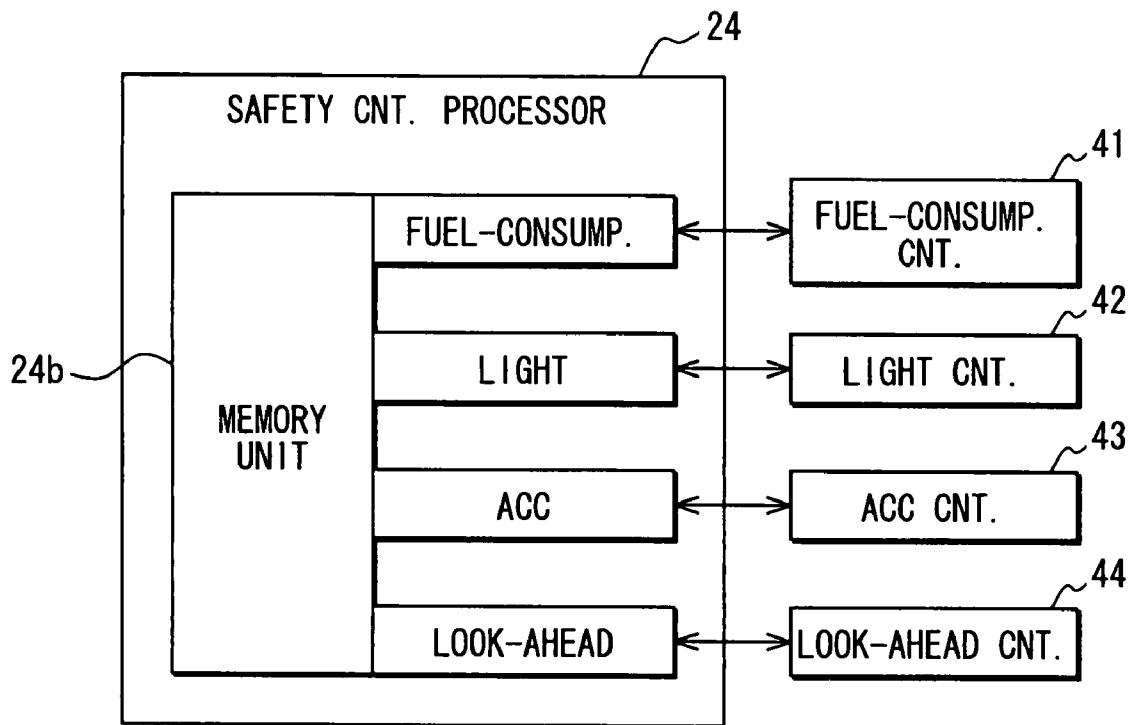 24
SAFETY CNT. PROCESSOR
41
FUEL-CONSUMP.
FUEL-CONSUMP.
CNT.
42
24b
LIGHT
LIGHT CNT.
MEMORY
UNIT
43
ACC
ACC CNT.
44
LOOK-AHEAD
LOOK-AHEAD CNT.